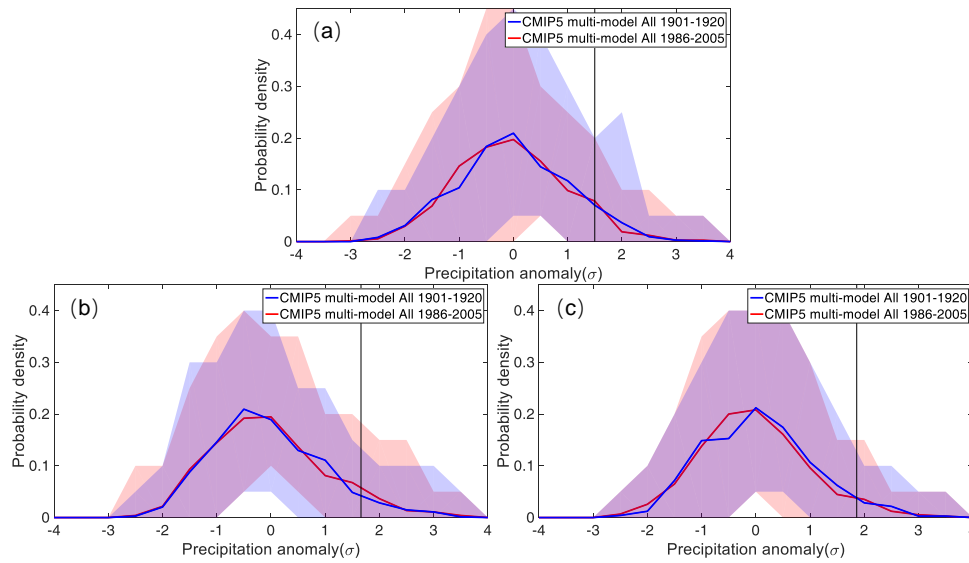 (a)
CMIP5 multi-model All 1901-1920
CMIP5 multi-model All 1986-2005
Probability density
0.4
0.3
0.2
0.1
0
-4 -3 -2 -1 0 1 2 3 4
Precipitation anomaly(σ)
(b)
CMIP5 multi-model All 1901-1920
CMIP5 multi-model All 1986-2005
Probability density
0.4
0.3
0.2
0.1
0
-4 -3 -2 -1 0 1 2 3 4
Precipitation anomaly(σ)
(c)
CMIP5 multi-model All 1901-1920
CMIP5 multi-model All 1986-2005
Probability density
0.4
0.3
0.2
0.1
0
-4 -3 -2 -1 0 1 2 3 4
Precipitation anomaly(σ)